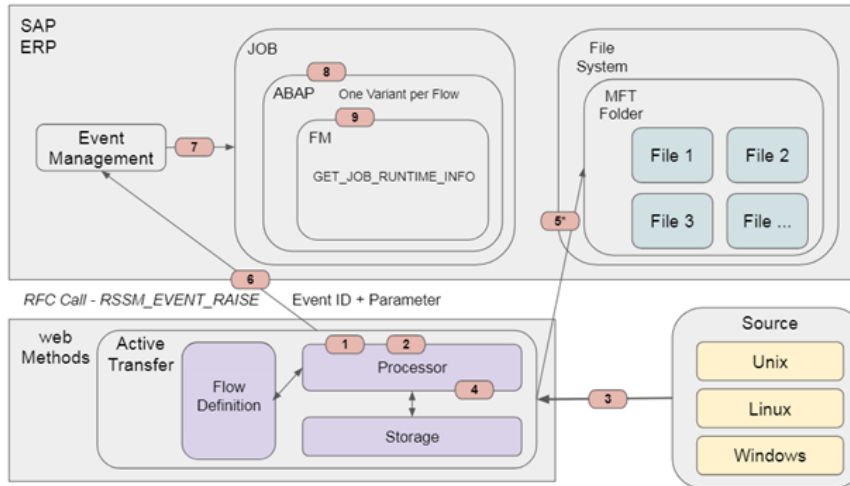 SAP
ERP
JOB
8
ABAP
One Variant per Flow
9
FM
GET_JOB_RUNTIME_INFO
Event
Management
7
File
System
MFT
Folder
File 1
File 2
File 3
File ...
5*
6
RFC Call - RSSM_EVENT_RAISE
Event ID + Parameter
web
Methods
Active
Transfer
Flow
Definition
1
2
Processor
4
Storage
3
Source
Unix
Linux
Windows